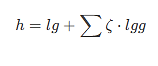 h = lg + ∑ ζ · lgg